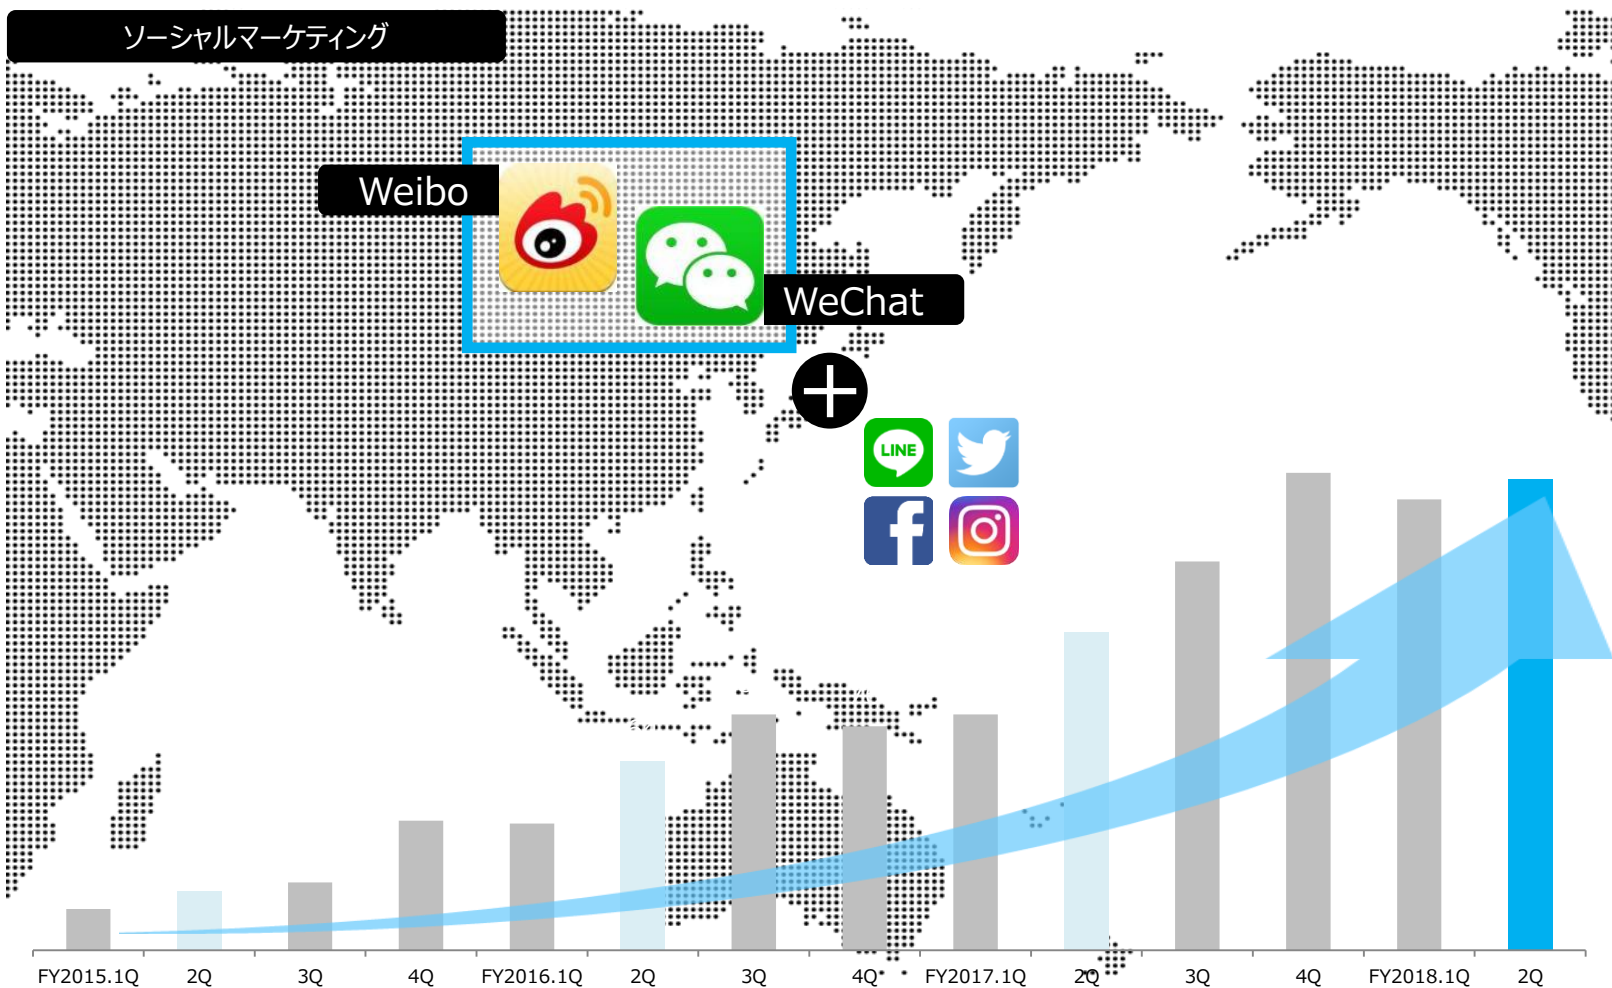 ソーシャルマーケティング
Weibo
WeChat
LINE
FY2015.1Q 2Q 3Q 4Q FY2016.1Q 2Q 3Q 4Q FY2017.1Q 2Q 3Q 4Q FY2018.1Q 2Q